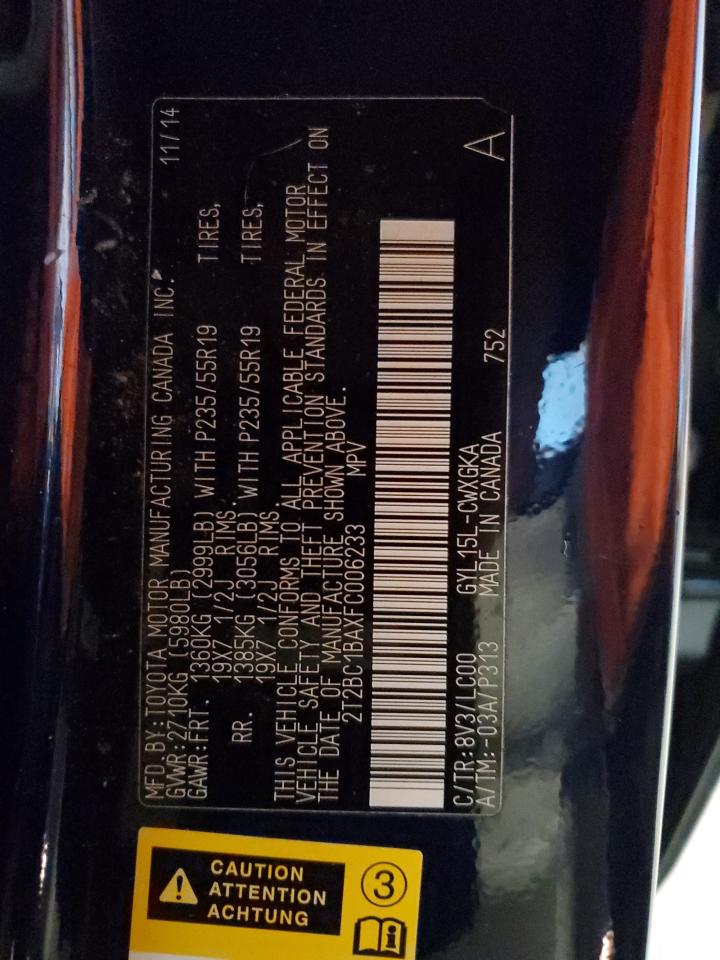 MFD.BY:TOYOTA MOTOR MANUFACTURING CANADA INC. 11/14
GVWR:2710KG (5980LB)
GAWR:FRT. 1360KG (2999LB) WITH P235/55R19 TIRES,
19X7 1/2J RIMS.
RR. 1385KG (3056LB) WITH P235/55R19 TIRES,
19X7 1/2J RIMS.
THIS VEHICLE CONFORMS TO ALL APPLICABLE FEDERAL MOTOR
VEHICLE SAFETY AND THEFT PREVENTION STANDARDS IN EFFECT ON
THE DATE OF MANUFACTURE SHOWN ABOVE.
2T2BC1BAXFC006233 MPV
C/TR:8V3/LC00 GYL15L-CWXGKA 752 A
A/TM:-03A/P313 MADE IN CANADA
CAUTION
ATTENTION
ACHTUNG
3